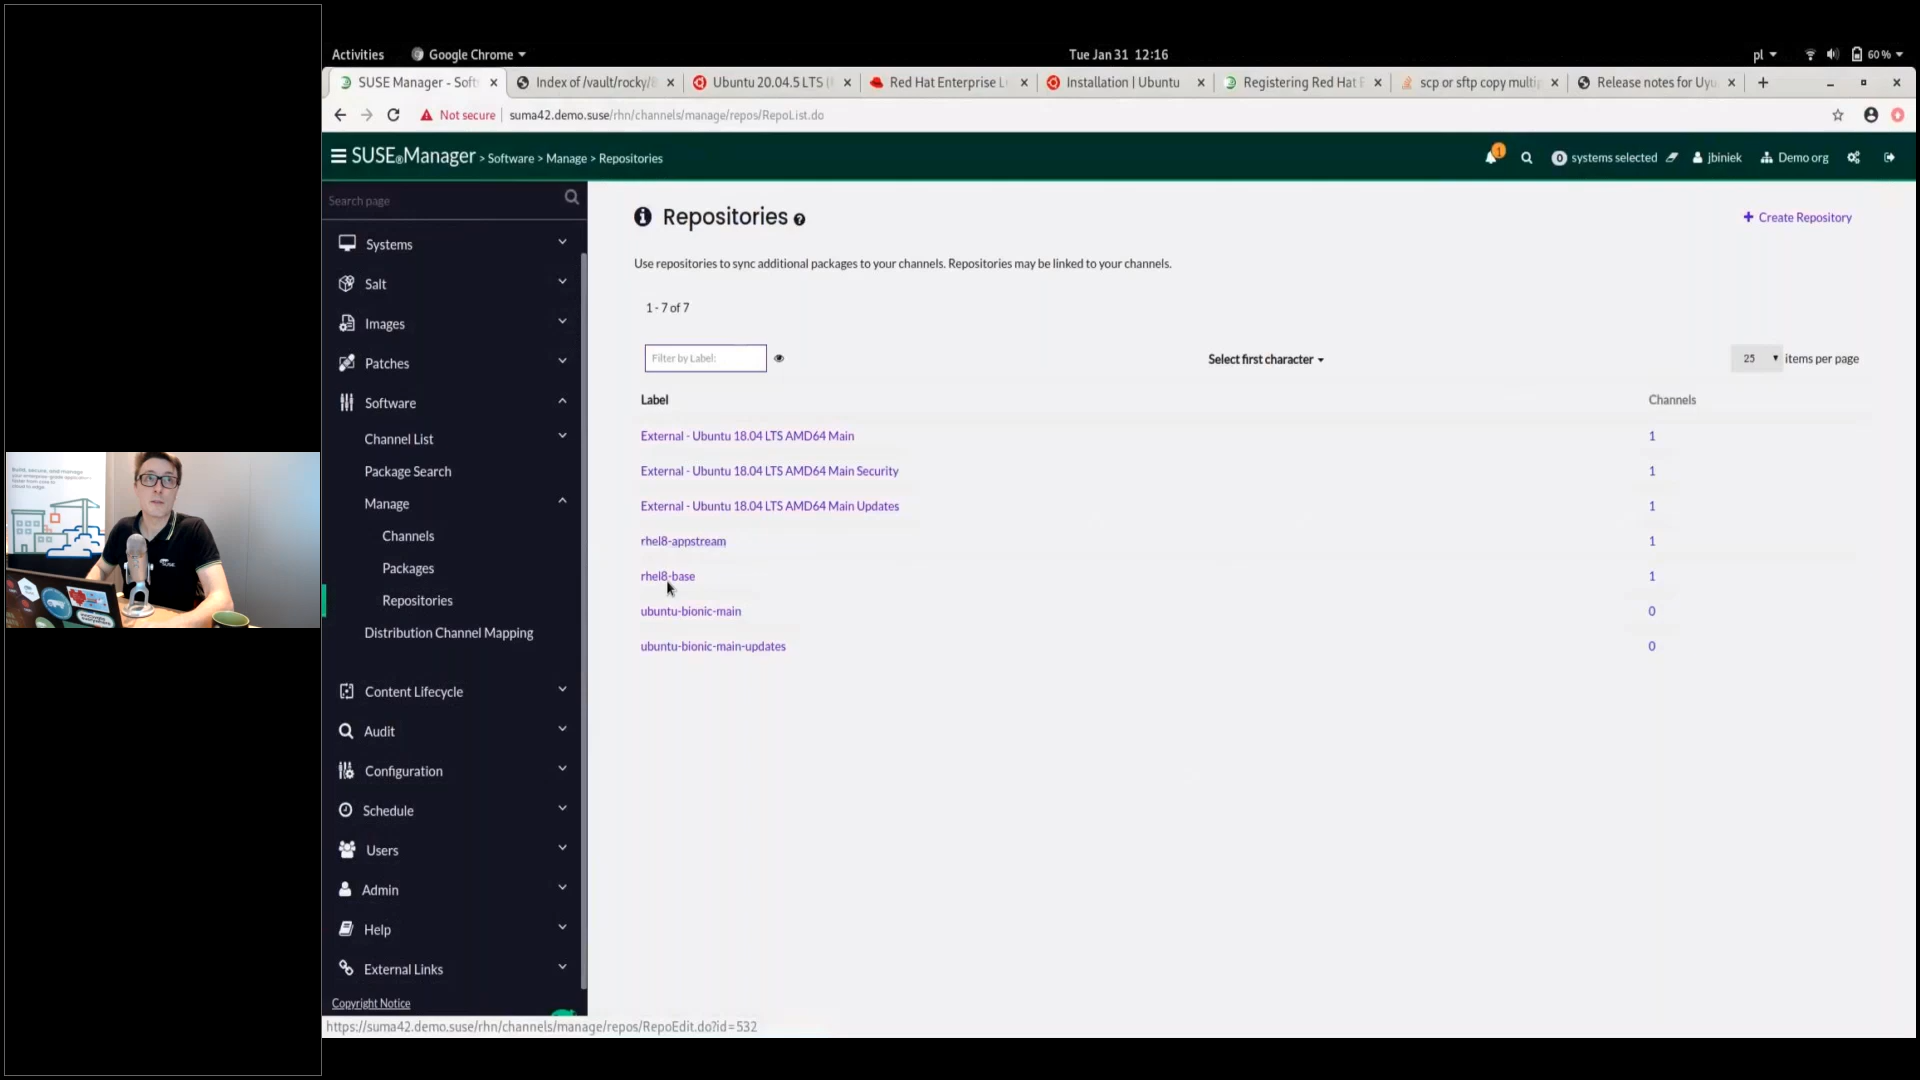 Activities
Google Chrome
Tue Jan 31 12:16
pl
60 %
SUSE Manager - Soft
Index of /vault/rocky/8
Ubuntu 20.04.5 LTS (
Red Hat Enterprise L
Installation | Ubuntu
Registering Red Hat
scp or sftp copy multip
Release notes for Uyu
Not secure
suma42.demo.suse/rhn/channels/manage/repos/RepoList.do
SUSE®Manager > Software > Manage > Repositories
1
0 systems selected
jbiniek
Demo org
Search page
Systems
Salt
Images
Patches
Software
Channel List
Package Search
Manage
Channels
Packages
Repositories
Distribution Channel Mapping
Content Lifecycle
Audit
Configuration
Schedule
Users
Admin
Help
External Links
Copyright Notice
Repositories
+ Create Repository
Use repositories to sync additional packages to your channels. Repositories may be linked to your channels.
1 - 7 of 7
Filter by Label:
Select first character
25 items per page
Label Channels
External - Ubuntu 18.04 LTS AMD64 Main 1
External - Ubuntu 18.04 LTS AMD64 Main Security 1
External - Ubuntu 18.04 LTS AMD64 Main Updates 1
rhel8-appstream 1
rhel8-base 1
ubuntu-bionic-main 0
ubuntu-bionic-main-updates 0
https://suma42.demo.suse/rhn/channels/manage/repos/RepoEdit.do?id=532
SUSE